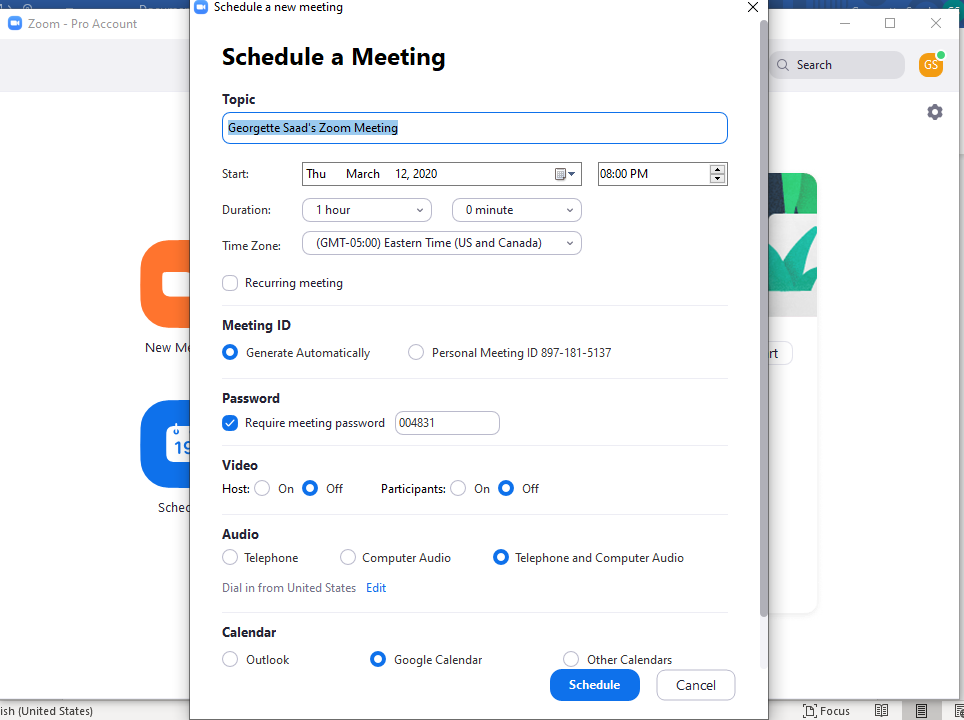 Schedule a new meeting
Zoom - Pro Account
Search
GS
Schedule a Meeting
Topic
Georgette Saad's Zoom Meeting
Start: Thu March 12, 2020 08:00 PM
Duration: 1 hour 0 minute
Time Zone: (GMT-05:00) Eastern Time (US and Canada)
Recurring meeting
Meeting ID
Generate Automatically Personal Meeting ID 897-181-5137
New Me
rt
Password
Require meeting password 004831
19
Video
Host: On Off Participants: On Off
Sched
Audio
Telephone Computer Audio Telephone and Computer Audio
Dial in from United States Edit
Calendar
Outlook Google Calendar Other Calendars
Schedule Cancel
ish (United States)
Focus